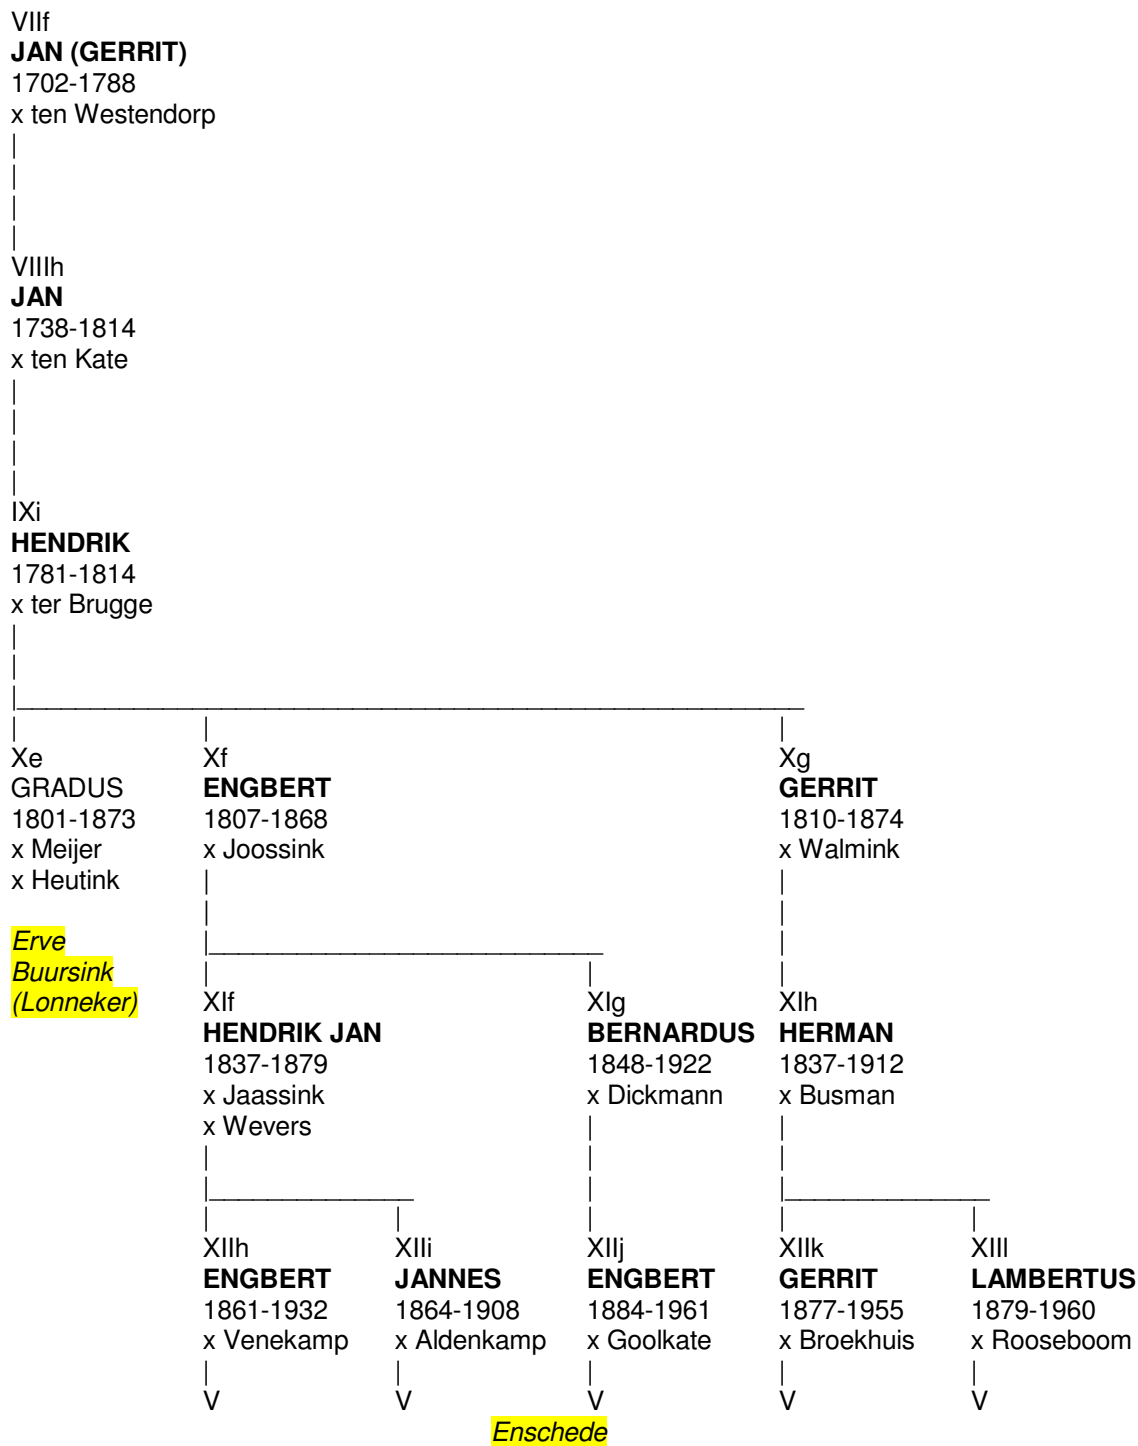 VIIf
JAN (GERRIT)
1702-1788
x ten Westendorp
VIIIh
JAN
1738-1814
x ten Kate
IXi
HENDRIK
1781-1814
x ter Brugge
Xe Xf Xg
GRADUS ENGBERT GERRIT
1801-1873 1807-1868 1810-1874
x Meijer x Joossink x Walmink
x Heutink
Erve
Buursink
(Lonneker) XIf XIg XIh
HENDRIK JAN BERNARDUS HERMAN
1837-1879 1848-1922 1837-1912
x Jaassink x Dickmann x Busman
x Wevers
XIIh XIIi XIIj XIIk XIIl
ENGBERT JANNES ENGBERT GERRIT LAMBERTUS
1861-1932 1864-1908 1884-1961 1877-1955 1879-1960
x Venekamp x Aldenkamp x Goolkate x Broekhuis x Rooseboom
V V V V V
Enschede